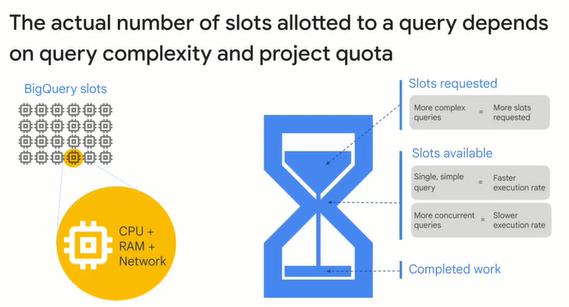 The actual number of slots allotted to a query depends
on query complexity and project quota
BigQuery slots
CPU +
RAM +
Network
Slots requested
More complex
queries
=
More slots
requested
Slots available
Single, simple
query
=
Faster
execution rate
More concurrent
queries
=
Slower
execution rate
Completed work